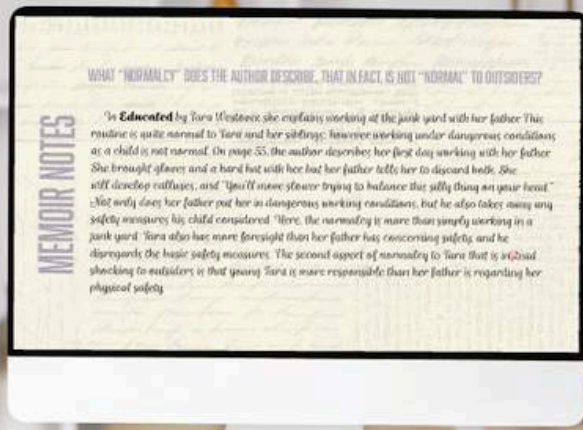 WHAT "NORMALCY" DOES THE AUTHOR DESCRIBE, THAT IN FACT, IS NOT "NORMAL" TO OUTSIDERS?
MEMOIR NOTES
In Educated by Tara Westover, she explains working at the junk yard with her father. This
routine is quite normal to Tara and her siblings; however working under dangerous conditions
as a child is not normal. On page 55, the author describes her first day working with her father.
She brought gloves and a hard hat with her but her father tells her to discard both. She
will develop calluses, and "You'll move slower trying to balance this silly thing on your head."
Not only does her father put her in dangerous working conditions, but he also takes away any
safety measures his child considered. Here, the normalcy is more than simply working in a
junk yard. Tara also has more foresight than her father has concerning safety and he
disregards the basic safety measures. The second aspect of normalcy to Tara that is instead
shocking to outsiders is that young Tara is more responsible than her father is regarding her
physical safety.